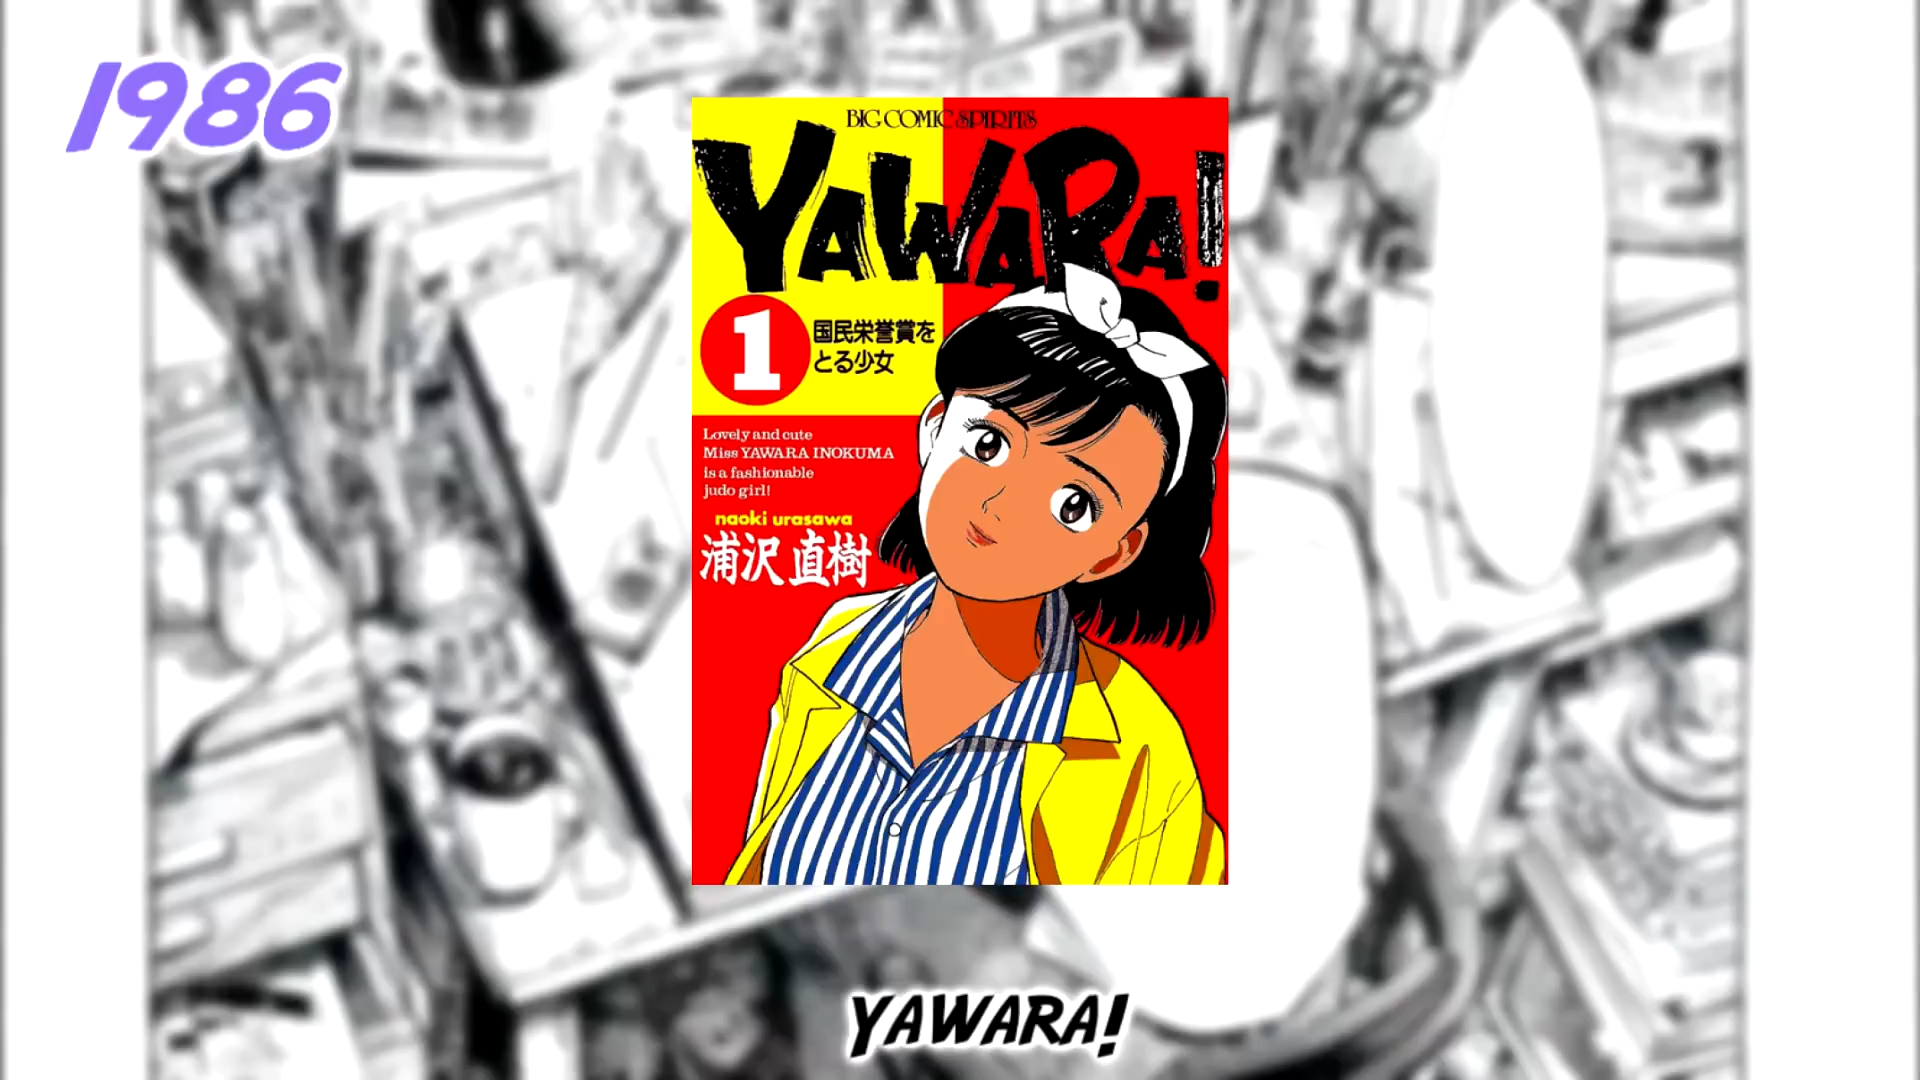 1986
BIG COMIC SPIRITS
YAWARA!
1
国民栄誉賞を
とる少女
Lovely and cute
Miss YAWARA INOKUMA
is a fashionable
judo girl!
naoki urasawa
浦沢直樹
YAWARA!